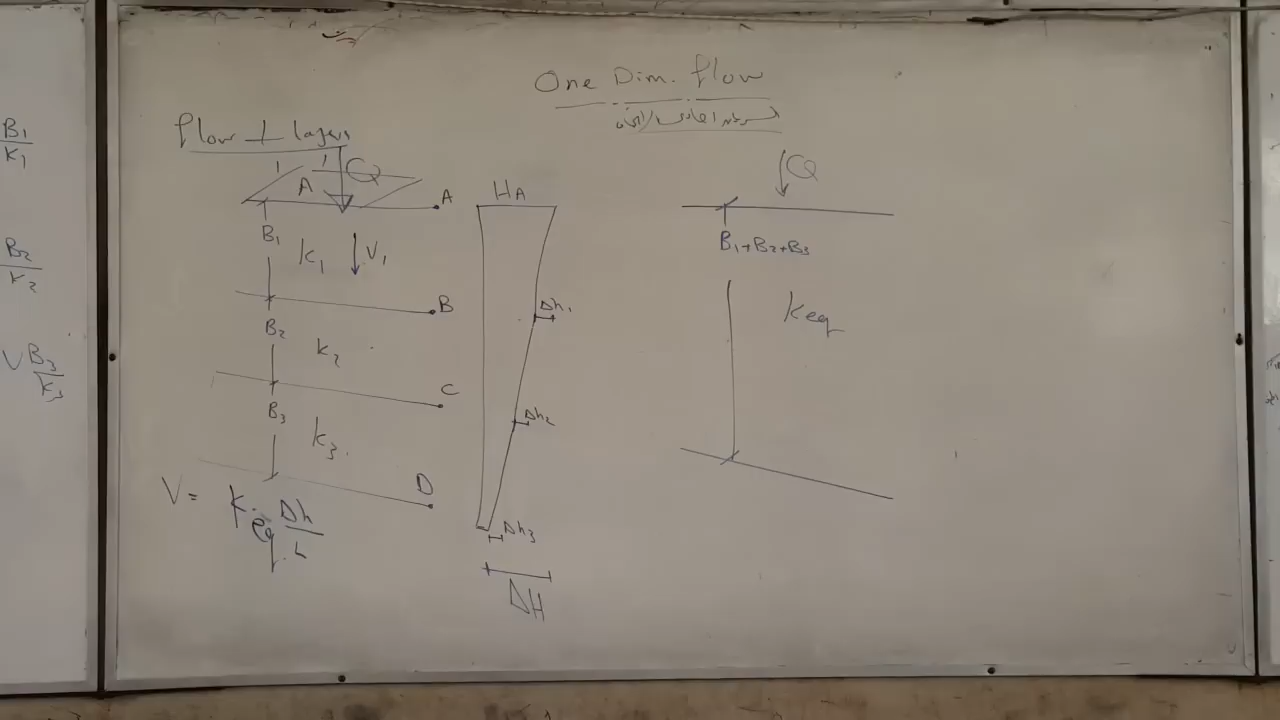 One Dim. flow
flow ⊥ layers
Q
A
A
B₁
k₁
V₁
B
B₂
k₂
C
B₃
k₃
D
V = k eq. Δh / L
HA
Δh₁
Δh₂
Δh₃
ΔH
Q
B₁+B₂+B₃
keq
B₁
K₁
B₂
K₂
V B₃
K₃